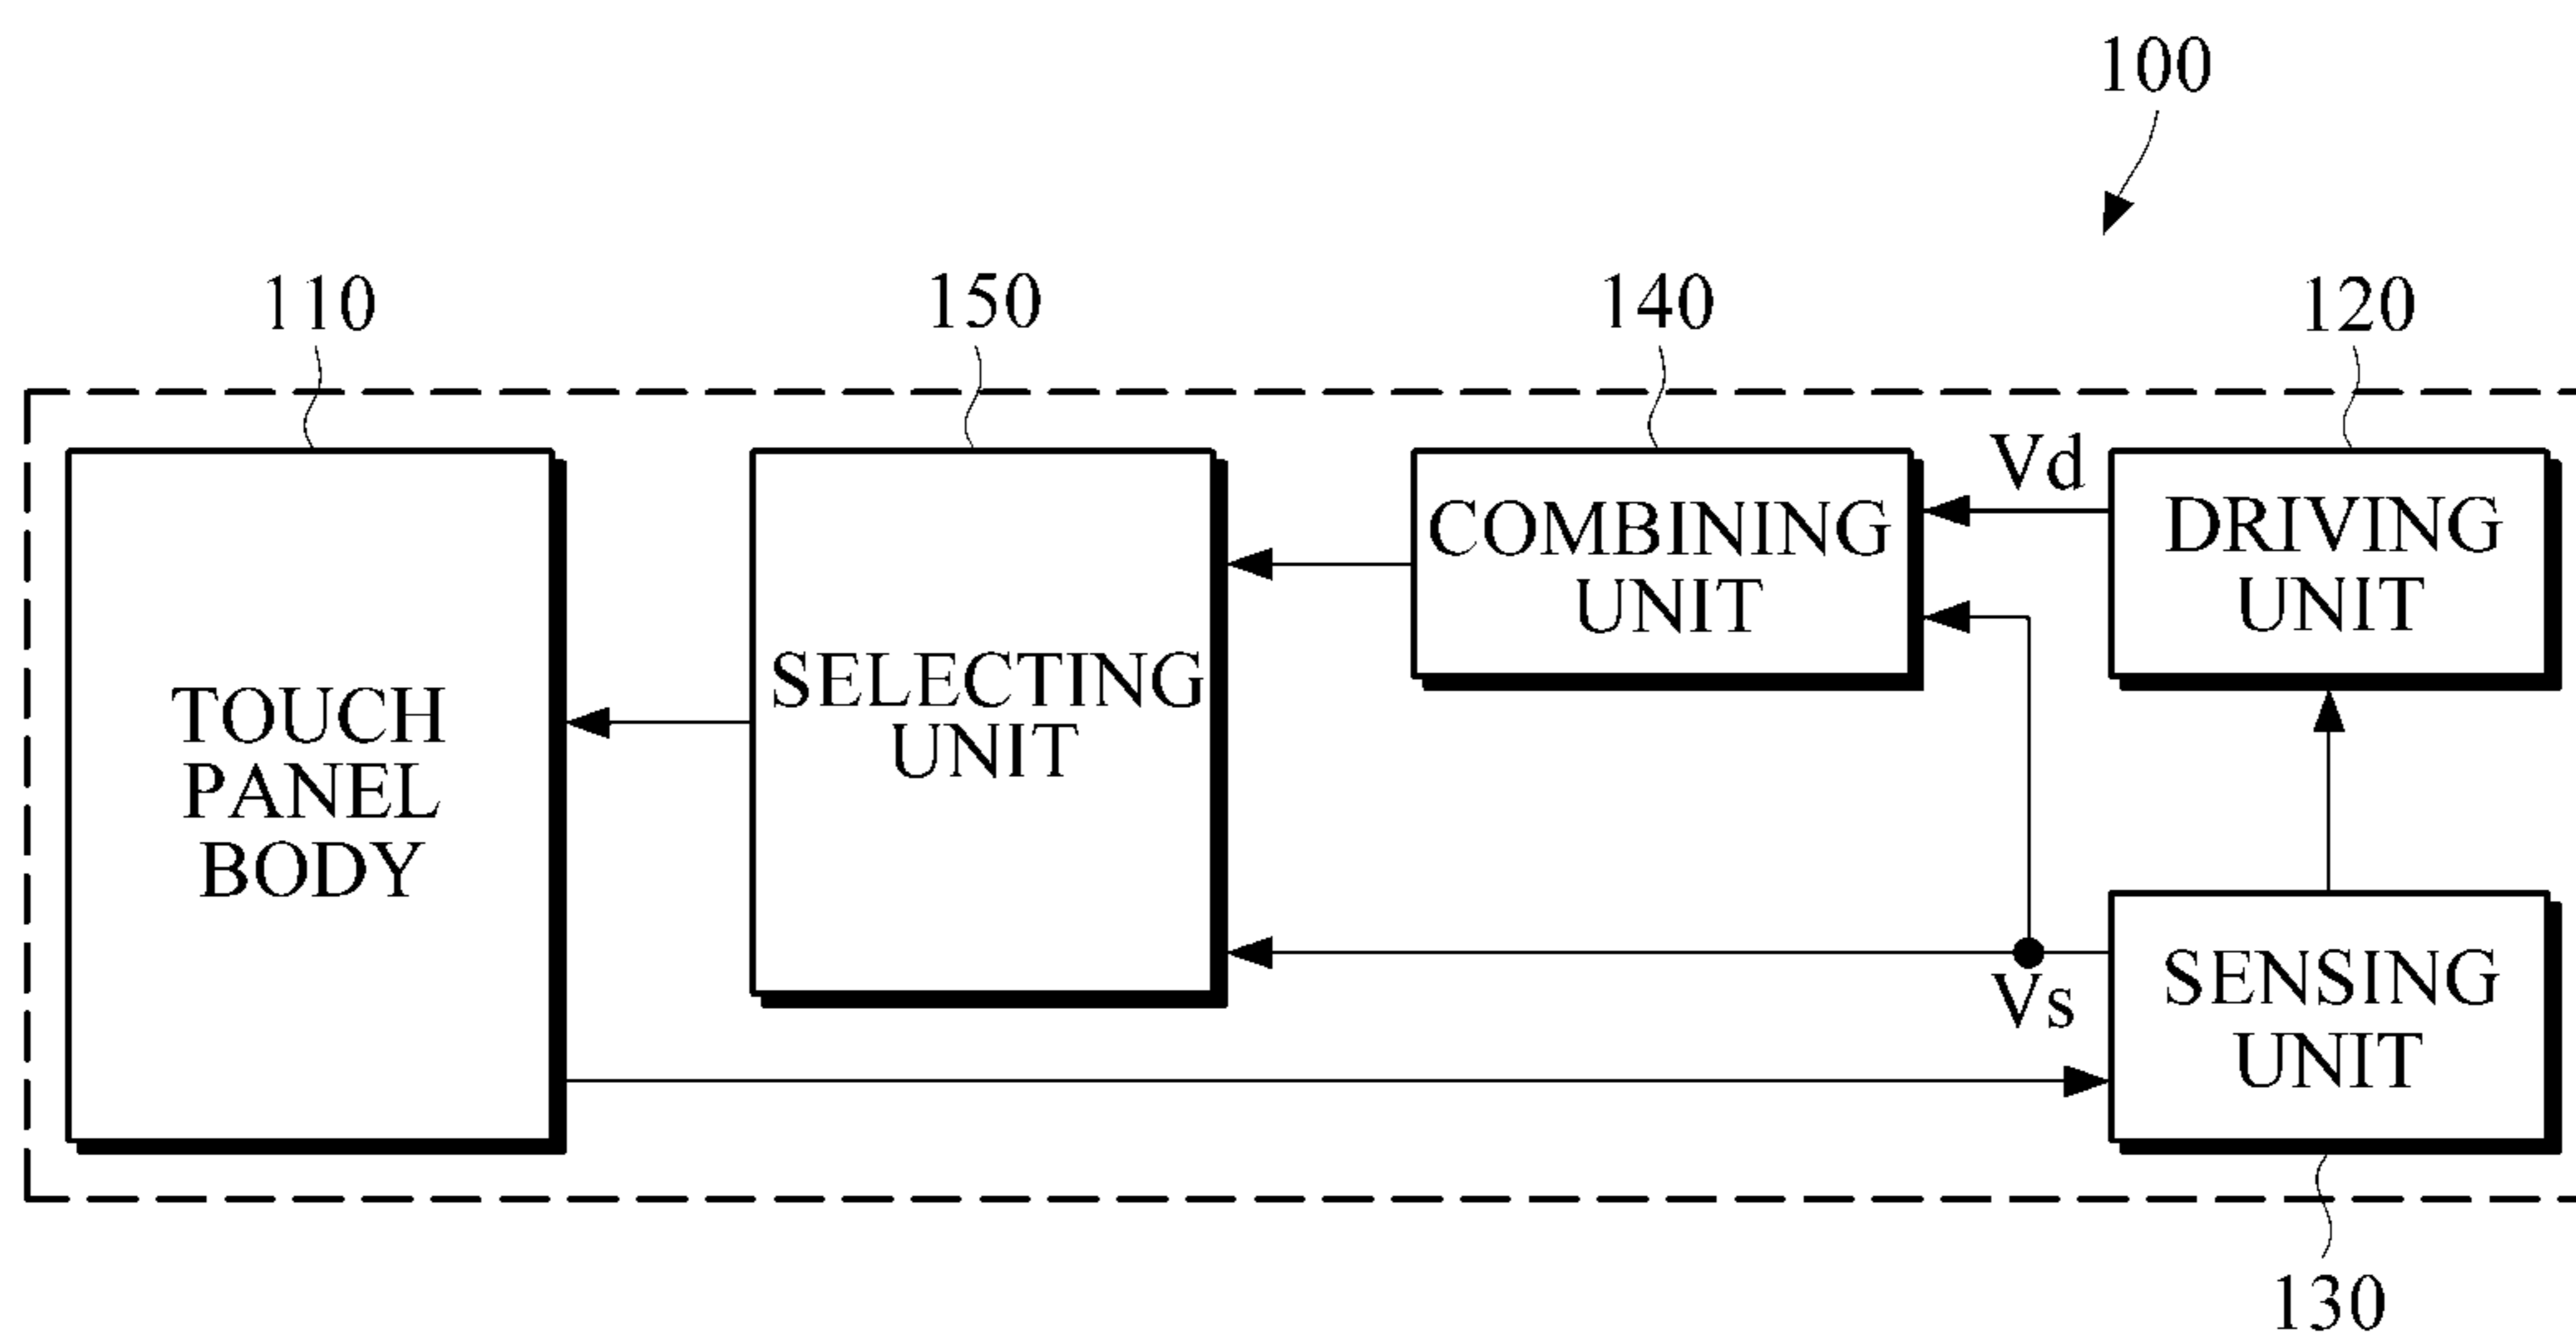 100
110
150
140
120
TOUCH
PANEL
BODY
SELECTING
UNIT
COMBINING
UNIT
Vd
DRIVING
UNIT
Vs
SENSING
UNIT
130